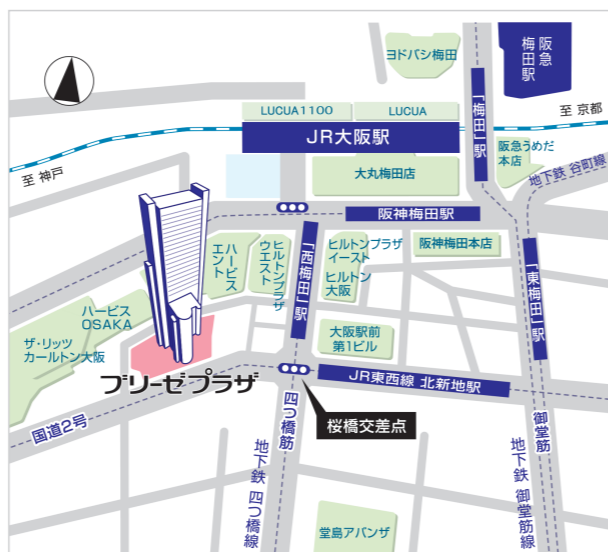 ヨドバシ梅田
阪急
梅田駅
「梅田」駅
至 京都
LUCUA1100
LUCUA
JR大阪駅
大丸梅田店
阪急うめだ
本店
地下鉄 谷町線
至 神戸
阪神梅田駅
ハービス
エント
ヒルトンプラザ
ウエスト
「西梅田」駅
ヒルトンプラザ
イースト
ヒルトン
大阪
阪神梅田本店
「東梅田」駅
ハービス
OSAKA
ザ・リッツ
カールトン大阪
大阪駅前
第1ビル
ブリーゼプラザ
JR東西線 北新地駅
国道2号
四つ橋筋
桜橋交差点
御堂筋
地下鉄 四つ橋線
地下鉄 御堂筋線
堂島アバンザ